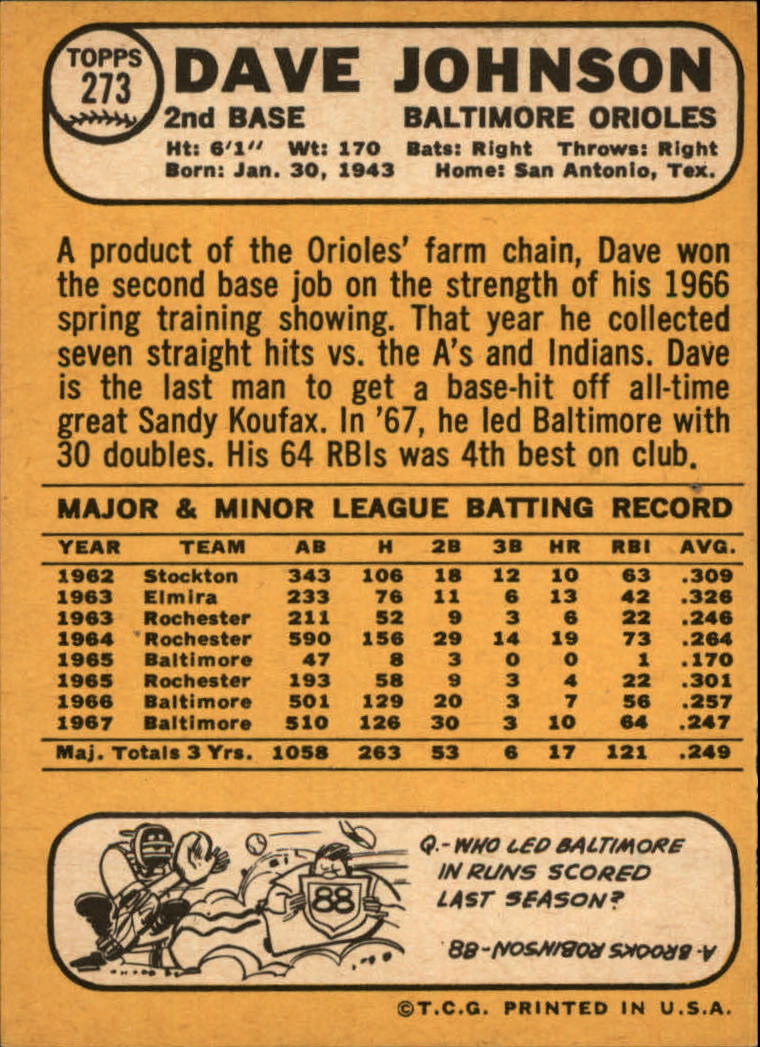 TOPPS
273
DAVE JOHNSON
2nd BASE BALTIMORE ORIOLES
Ht: 6'1" Wt: 170 Bats: Right Throws: Right
Born: Jan. 30, 1943 Home: San Antonio, Tex.
A product of the Orioles' farm chain, Dave won
the second base job on the strength of his 1966
spring training showing. That year he collected
seven straight hits vs. the A's and Indians. Dave
is the last man to get a base-hit off all-time
great Sandy Koufax. In '67, he led Baltimore with
30 doubles. His 64 RBIs was 4th best on club.
MAJOR & MINOR LEAGUE BATTING RECORD
YEAR TEAM AB H 2B 3B HR RBI AVG.
1962 Stockton 343 106 18 12 10 63 .309
1963 Elmira 233 76 11 6 13 42 .326
1963 Rochester 211 52 9 3 6 22 .246
1964 Rochester 590 156 29 14 19 73 .264
1965 Baltimore 47 8 3 0 0 1 .170
1965 Rochester 193 58 9 3 4 22 .301
1966 Baltimore 501 129 20 3 7 56 .257
1967 Baltimore 510 126 30 3 10 64 .247
Maj. Totals 3 Yrs. 1058 263 53 6 17 121 .249
88
Q.-WHO LED BALTIMORE
IN RUNS SCORED
LAST SEASON?
A. BROOKS ROBINSON-88
©T.C.G. PRINTED IN U.S.A.